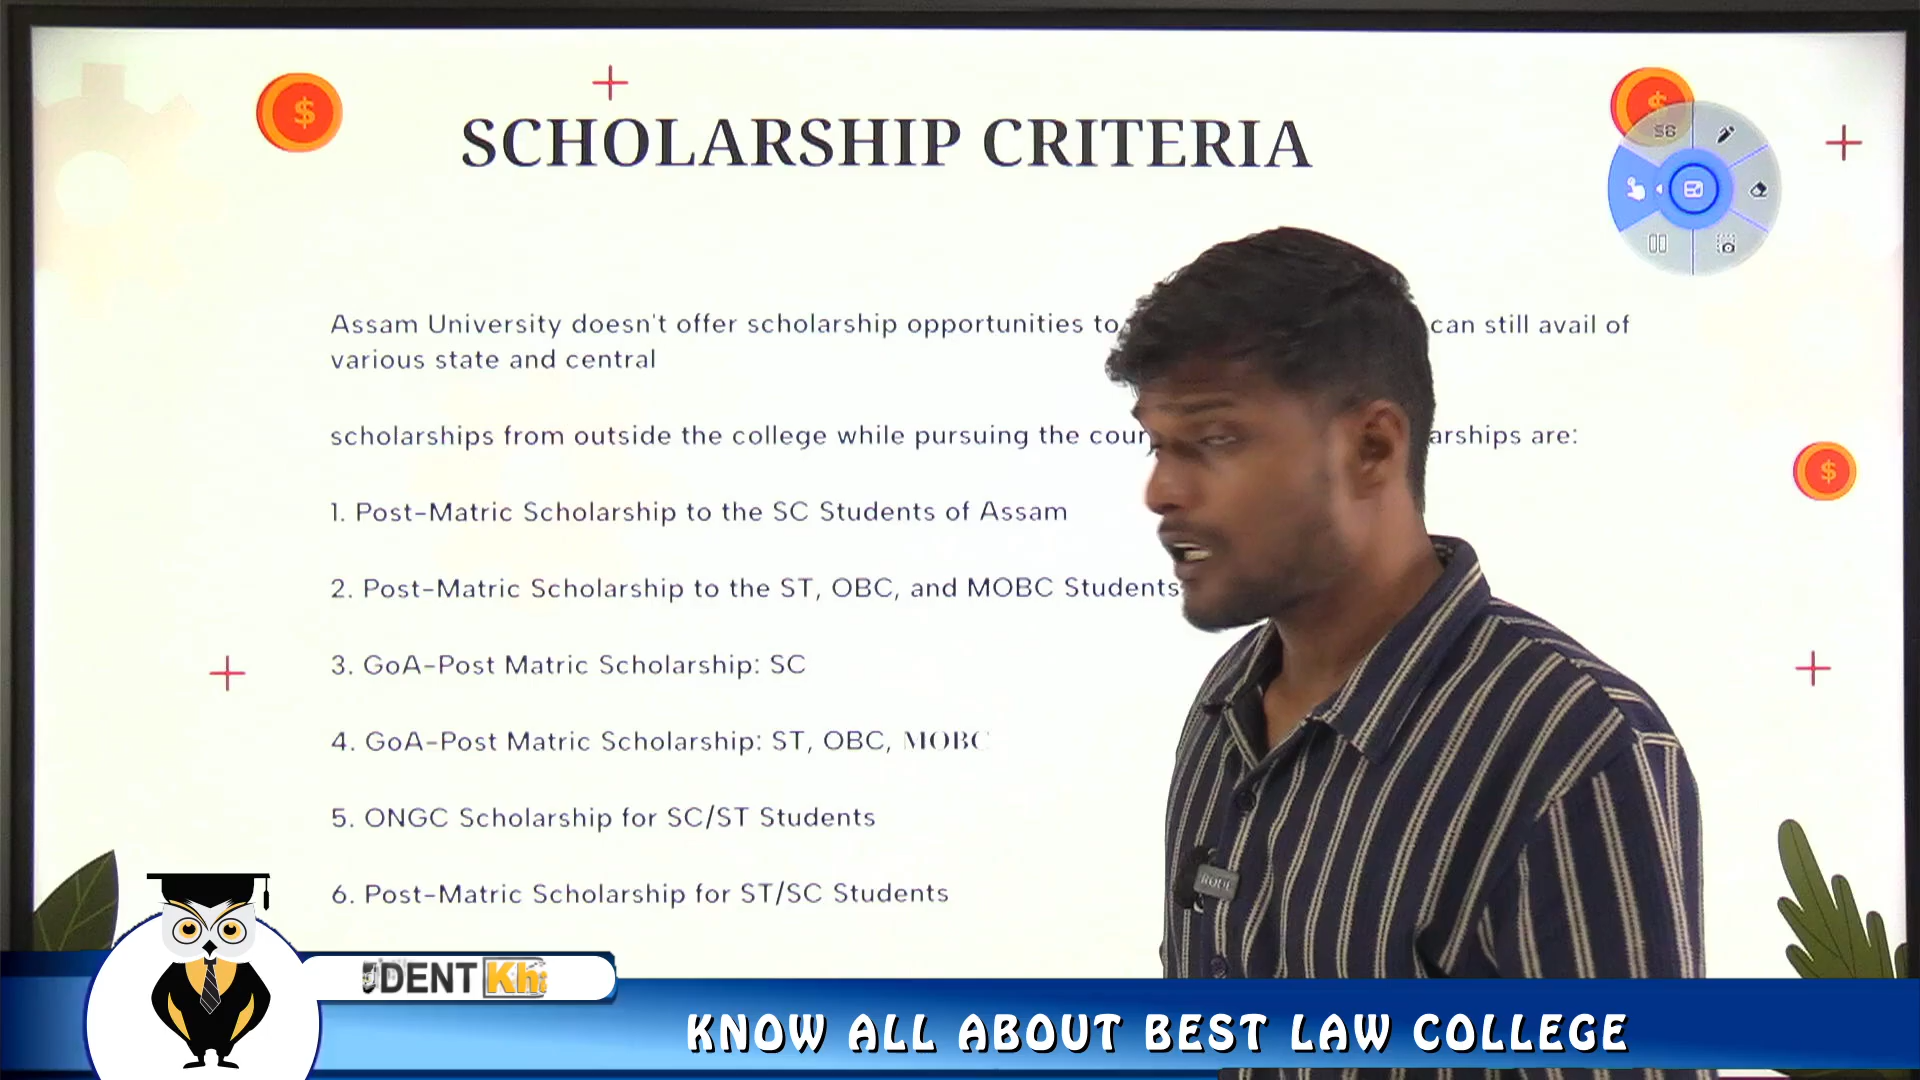 SCHOLARSHIP CRITERIA
Assam University doesn't offer scholarship opportunities to can still avail of
various state and central
scholarships from outside the college while pursuing the arships are:
1. Post-Matric Scholarship to the SC Students of Assam
2. Post-Matric Scholarship to the ST, OBC, and MOBC Students
3. GoA-Post Matric Scholarship: SC
4. GoA-Post Matric Scholarship: ST, OBC, MOBC
5. ONGC Scholarship for SC/ST Students
6. Post-Matric Scholarship for ST/SC Students
RODE
DENT Kh
KNOW ALL ABOUT BEST LAW COLLEGE